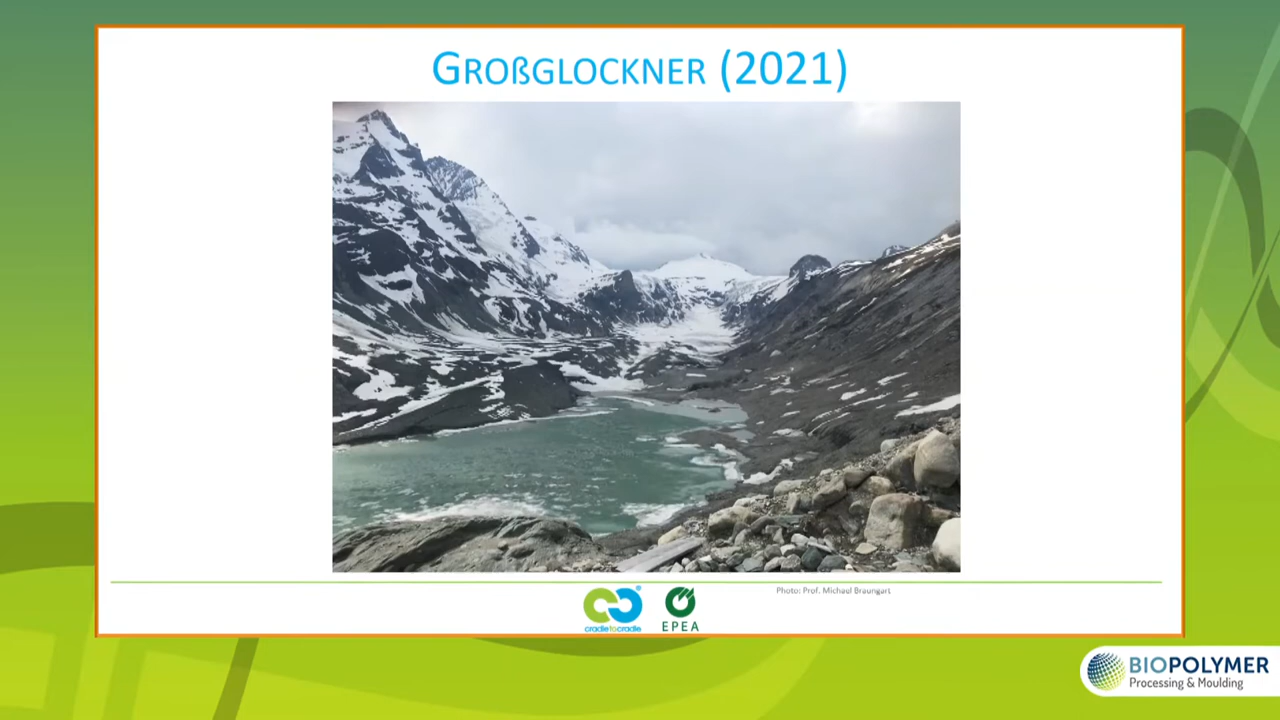 GROßGLOCKNER (2021)
Photo: Prof. Michael Braungart
cradletocradle
EPEA
BIOPOLYMER
Processing & Moulding